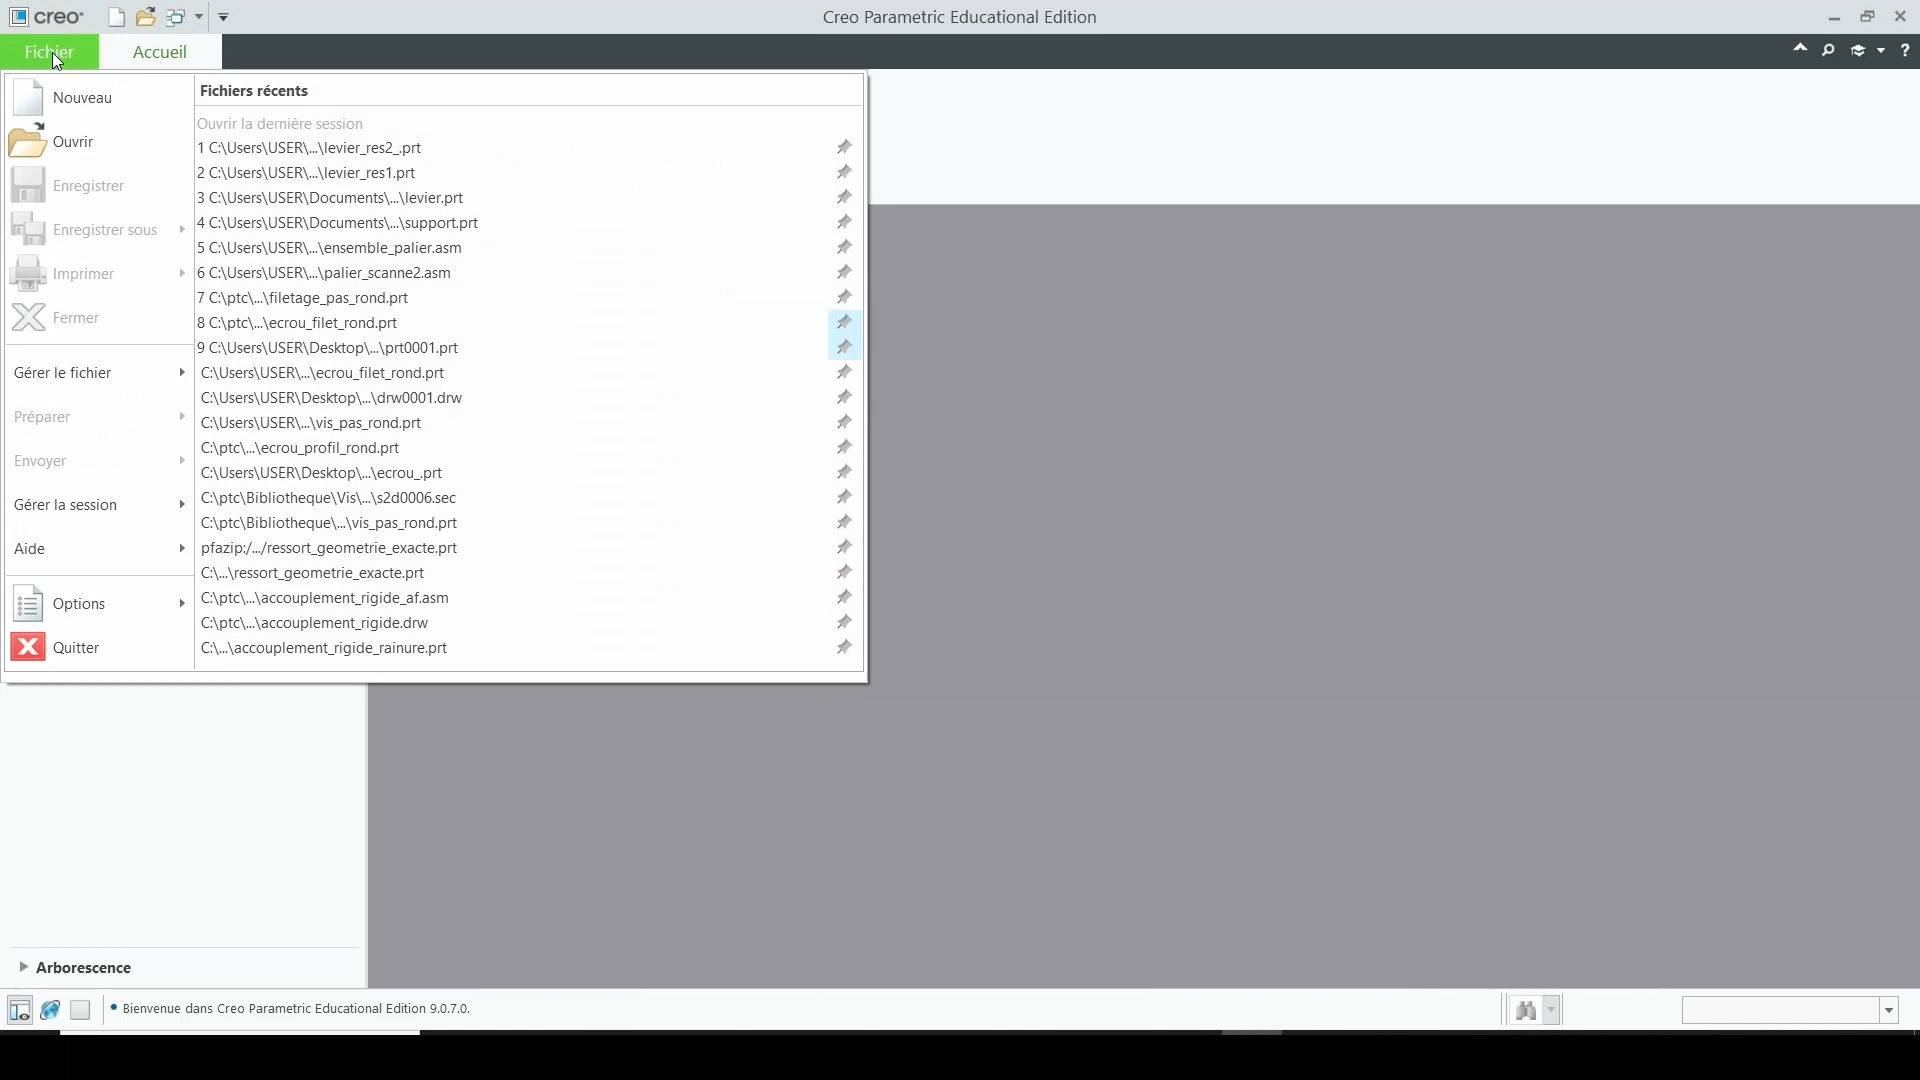 creo
Creo Parametric Educational Edition
Fichier
Accueil
?
Nouveau
Ouvrir
Enregistrer
Enregistrer sous
Imprimer
Fermer
Gérer le fichier
Préparer
Envoyer
Gérer la session
Aide
Options
Quitter
Fichiers récents
Ouvrir la dernière session
1 C:\Users\USER\...\levier_res2_.prt
2 C:\Users\USER\...\levier_res1.prt
3 C:\Users\USER\Documents\...\levier.prt
4 C:\Users\USER\Documents\...\support.prt
5 C:\Users\USER\...\ensemble_palier.asm
6 C:\Users\USER\...\palier_scanne2.asm
7 C:\ptc\...\filetage_pas_rond.prt
8 C:\ptc\...\ecrou_filet_rond.prt
9 C:\Users\USER\Desktop\...\prt0001.prt
C:\Users\USER\...\ecrou_filet_rond.prt
C:\Users\USER\Desktop\...\drw0001.drw
C:\Users\USER\...\vis_pas_rond.prt
C:\ptc\...\ecrou_profil_rond.prt
C:\Users\USER\Desktop\...\ecrou_.prt
C:\ptc\Bibliotheque\Vis\...\s2d0006.sec
C:\ptc\Bibliotheque\...\vis_pas_rond.prt
pfazip:/.../ressort_geometrie_exacte.prt
C:\...\ressort_geometrie_exacte.prt
C:\ptc\...\accouplement_rigide_af.asm
C:\ptc\...\accouplement_rigide.drw
C:\...\accouplement_rigide_rainure.prt
Arborescence
• Bienvenue dans Creo Parametric Educational Edition 9.0.7.0.